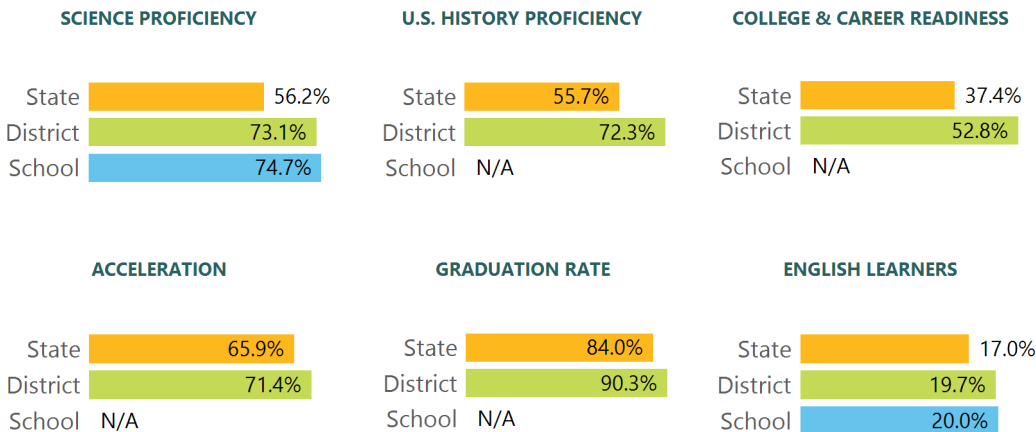 SCIENCE PROFICIENCY
State 56.2%
District 73.1%
School 74.7%
U.S. HISTORY PROFICIENCY
State 55.7%
District 72.3%
School N/A
COLLEGE & CAREER READINESS
State 37.4%
District 52.8%
School N/A
ACCELERATION
State 65.9%
District 71.4%
School N/A
GRADUATION RATE
State 84.0%
District 90.3%
School N/A
ENGLISH LEARNERS
State 17.0%
District 19.7%
School 20.0%